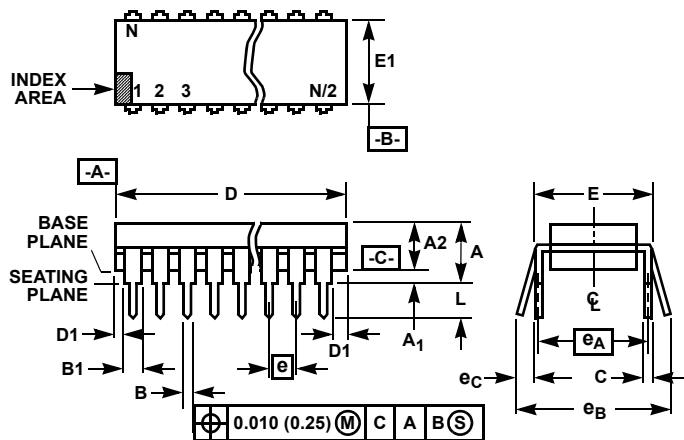 N
E1
INDEX
AREA
1 2 3 N/2
-B-
-A-
D
E
BASE
PLANE
A2
A
-C-
SEATING
PLANE
L
D1
B1
B
e
D1
A1
CL
eA
eC
C
eB
0.010 (0.25) M C A B S